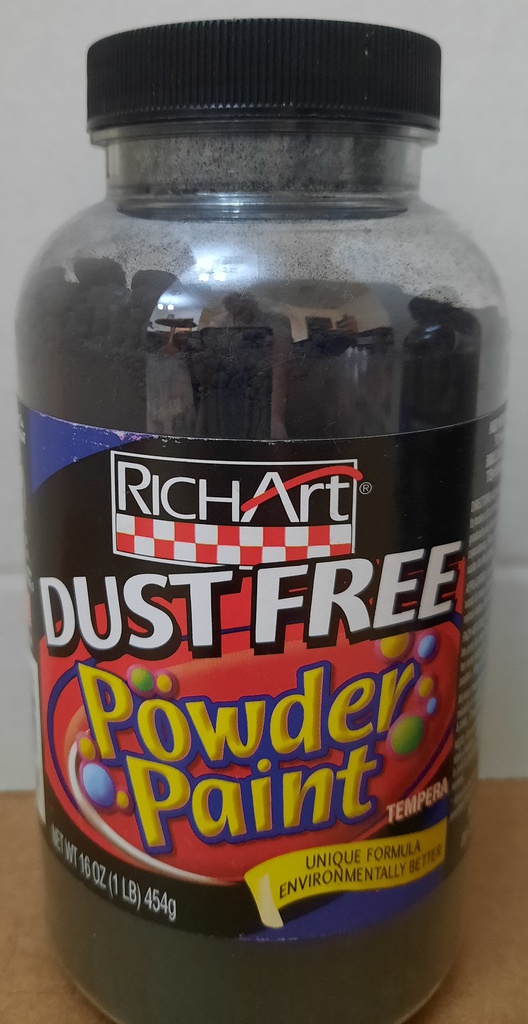 RICHArt®
DUST FREE
Powder
Paint
TEMPERA
UNIQUE FORMULA
ENVIRONMENTALLY BETTER
NET WT 16 OZ (1 LB) 454g